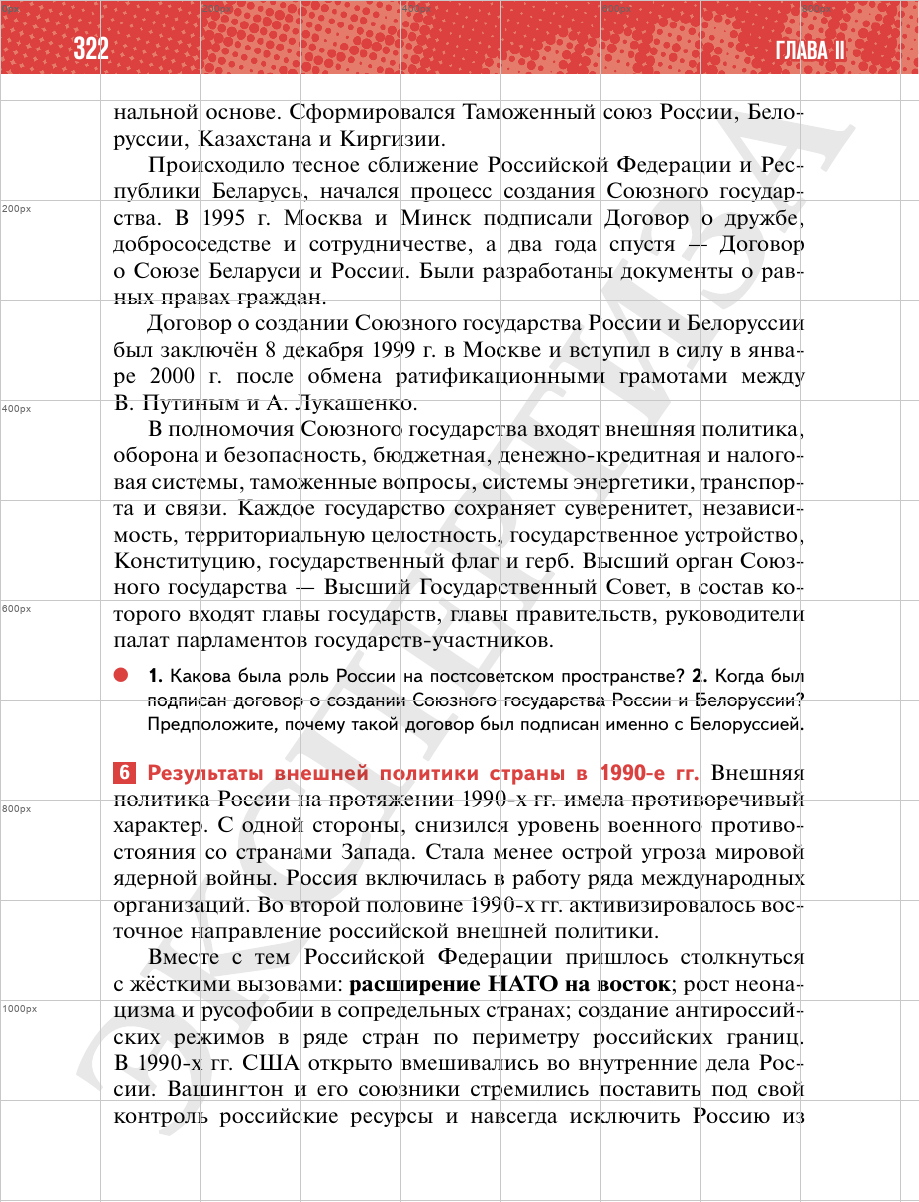 322
ГЛАВА II
нальной основе. Сформировался Таможенный союз России, Бело-
руссии, Казахстана и Киргизии.
Происходило тесное сближение Российской Федерации и Рес-
публики Беларусь, начался процесс создания Союзного государ-
ства. В 1995 г. Москва и Минск подписали Договор о дружбе,
добрососедстве и сотрудничестве, а два года спустя — Договор
о Союзе Беларуси и России. Были разработаны документы о рав-
ных правах граждан.
Договор о создании Союзного государства России и Белоруссии
был заключён 8 декабря 1999 г. в Москве и вступил в силу в янва-
ре 2000 г. после обмена ратификационными грамотами между
В. Путиным и А. Лукашенко.
В полномочия Союзного государства входят внешняя политика,
оборона и безопасность, бюджетная, денежно-кредитная и налого-
вая системы, таможенные вопросы, системы энергетики, транспор-
та и связи. Каждое государство сохраняет суверенитет, независи-
мость, территориальную целостность, государственное устройство,
Конституцию, государственный флаг и герб. Высший орган Союз-
ного государства — Высший Государственный Совет, в состав ко-
торого входят главы государств, главы правительств, руководители
палат парламентов государств-участников.
1. Какова была роль России на постсоветском пространстве? 2. Когда был
подписан договор о создании Союзного государства России и Белоруссии?
Предположите, почему такой договор был подписан именно с Белоруссией.
6 Результаты внешней политики страны в 1990-е гг. Внешняя
политика России на протяжении 1990-х гг. имела противоречивый
характер. С одной стороны, снизился уровень военного противо-
стояния со странами Запада. Стала менее острой угроза мировой
ядерной войны. Россия включилась в работу ряда международных
организаций. Во второй половине 1990-х гг. активизировалось вос-
точное направление российской внешней политики.
Вместе с тем Российской Федерации пришлось столкнуться
с жёсткими вызовами: расширение НАТО на восток; рост неона-
цизма и русофобии в сопредельных странах; создание антироссий-
ских режимов в ряде стран по периметру российских границ.
В 1990-х гг. США открыто вмешивались во внутренние дела Рос-
сии. Вашингтон и его союзники стремились поставить под свой
контроль российские ресурсы и навсегда исключить Россию из
ЭКСПЕРТИЗА
200px
400px
600px
800px
1000px